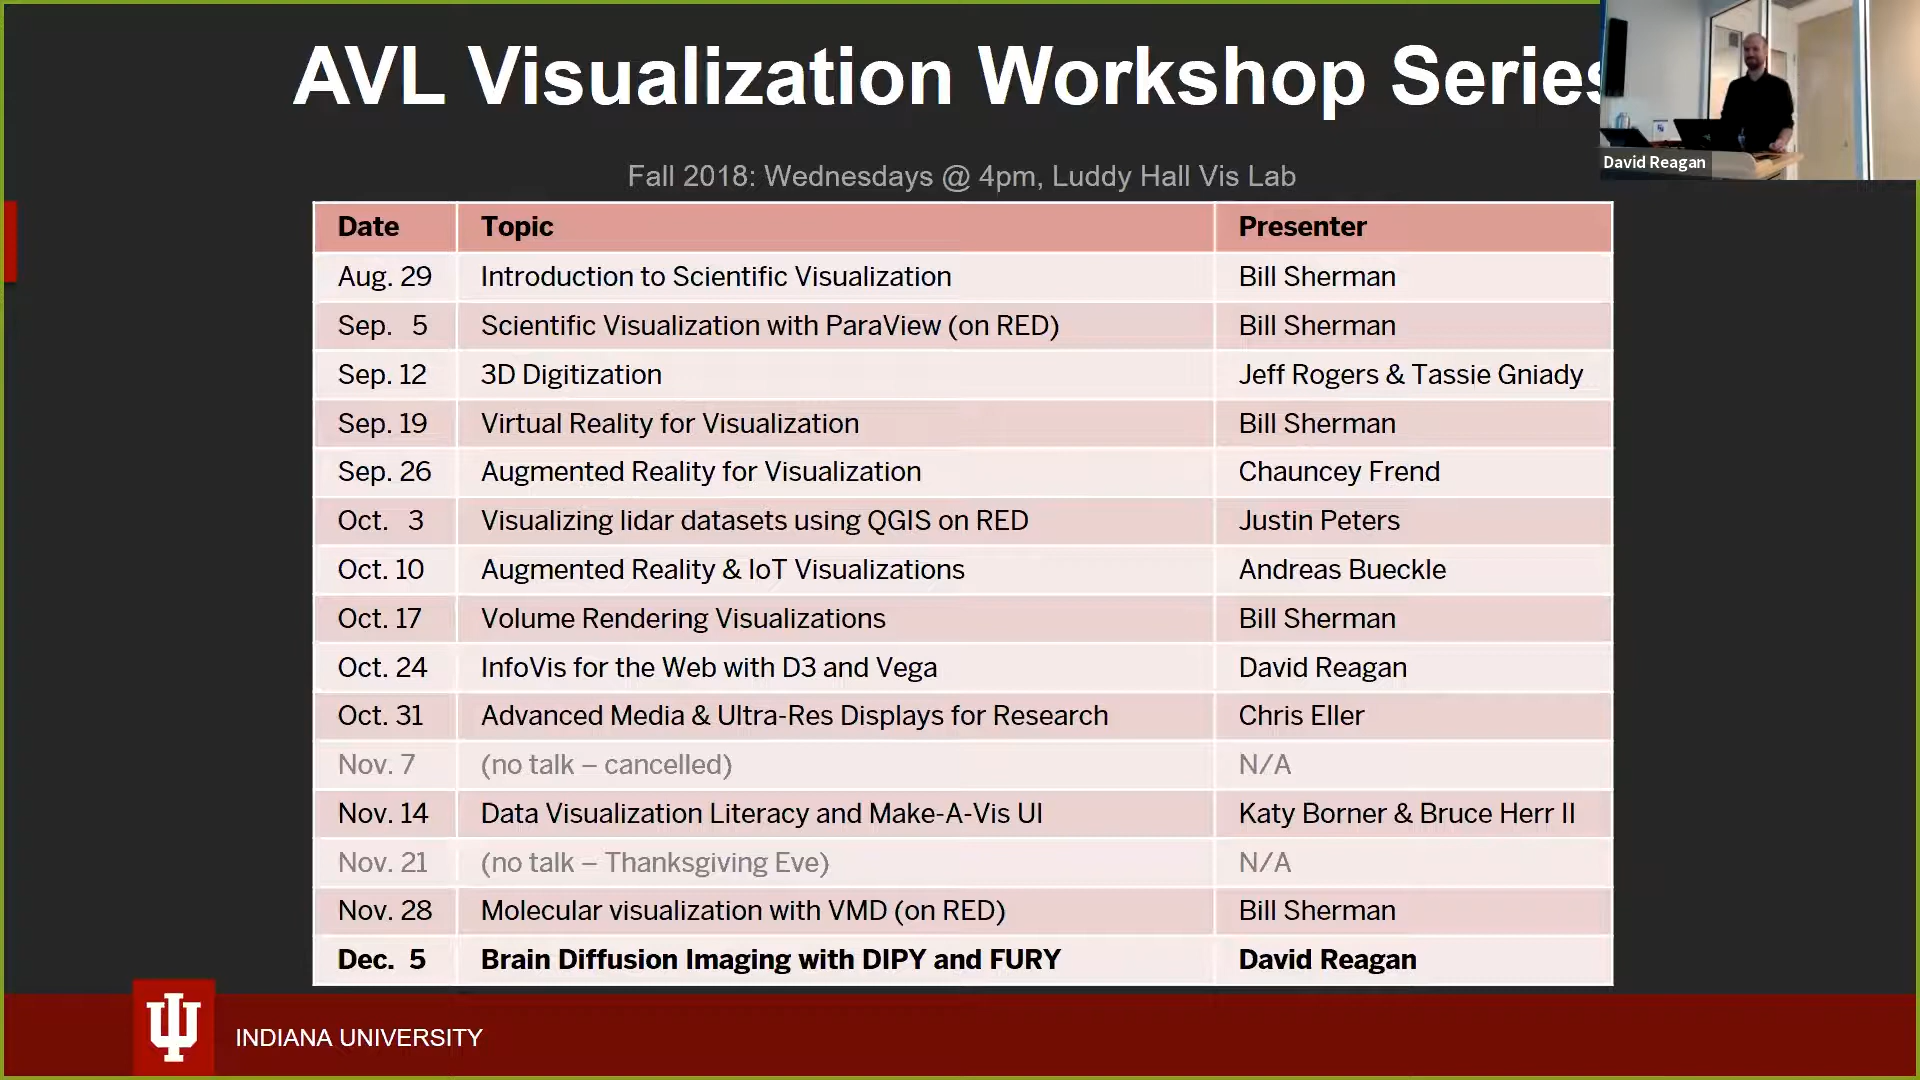 AVL Visualization Workshop Series
David Reagan
Fall 2018: Wednesdays @ 4pm, Luddy Hall Vis Lab
Date Topic Presenter
Aug. 29 Introduction to Scientific Visualization Bill Sherman
Sep. 5 Scientific Visualization with ParaView (on RED) Bill Sherman
Sep. 12 3D Digitization Jeff Rogers & Tassie Gniady
Sep. 19 Virtual Reality for Visualization Bill Sherman
Sep. 26 Augmented Reality for Visualization Chauncey Frend
Oct. 3 Visualizing lidar datasets using QGIS on RED Justin Peters
Oct. 10 Augmented Reality & IoT Visualizations Andreas Bueckle
Oct. 17 Volume Rendering Visualizations Bill Sherman
Oct. 24 InfoVis for the Web with D3 and Vega David Reagan
Oct. 31 Advanced Media & Ultra-Res Displays for Research Chris Eller
Nov. 7 (no talk – cancelled) N/A
Nov. 14 Data Visualization Literacy and Make-A-Vis UI Katy Borner & Bruce Herr II
Nov. 21 (no talk – Thanksgiving Eve) N/A
Nov. 28 Molecular visualization with VMD (on RED) Bill Sherman
Dec. 5 Brain Diffusion Imaging with DIPY and FURY David Reagan
INDIANA UNIVERSITY